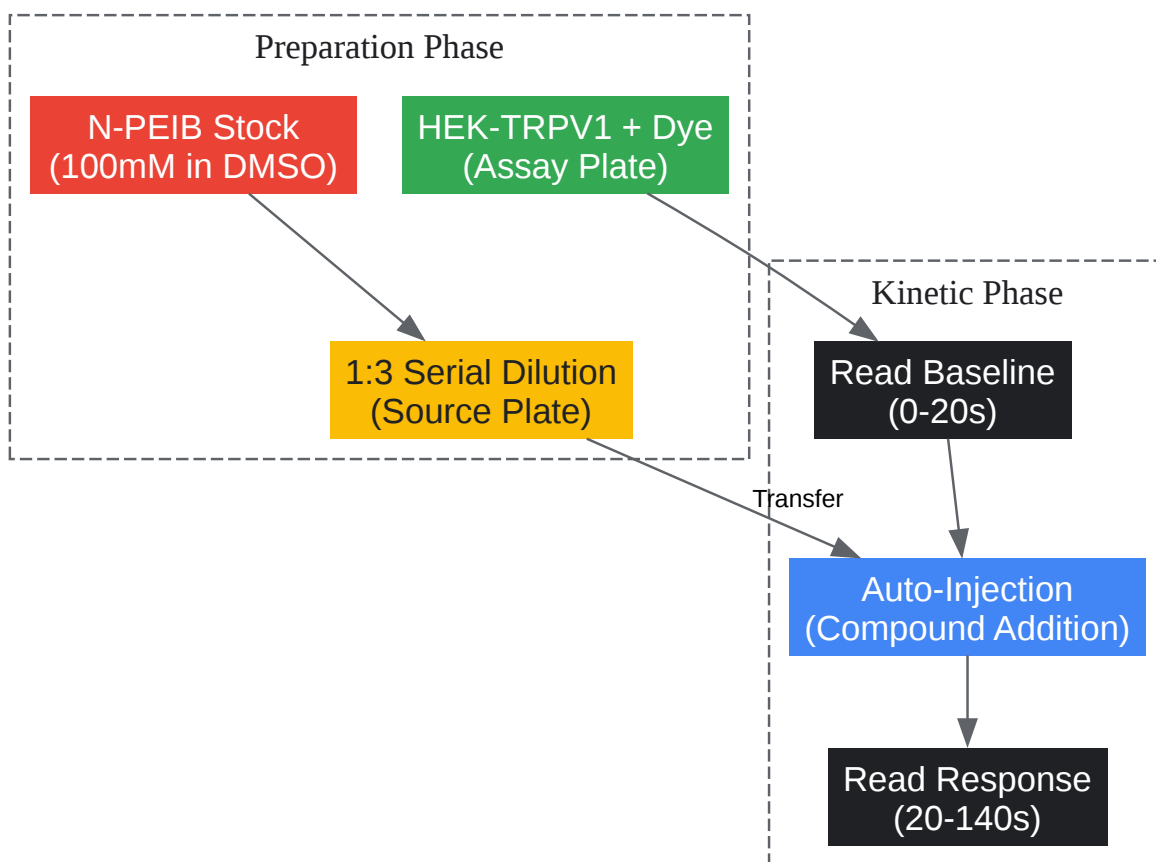 Preparation Phase
N-PEIB Stock
(100mM in DMSO)
HEK-TRPV1 + Dye
(Assay Plate)
1:3 Serial Dilution
(Source Plate)
Kinetic Phase
Read Baseline
(0-20s)
Transfer
Auto-Injection
(Compound Addition)
Read Response
(20-140s)